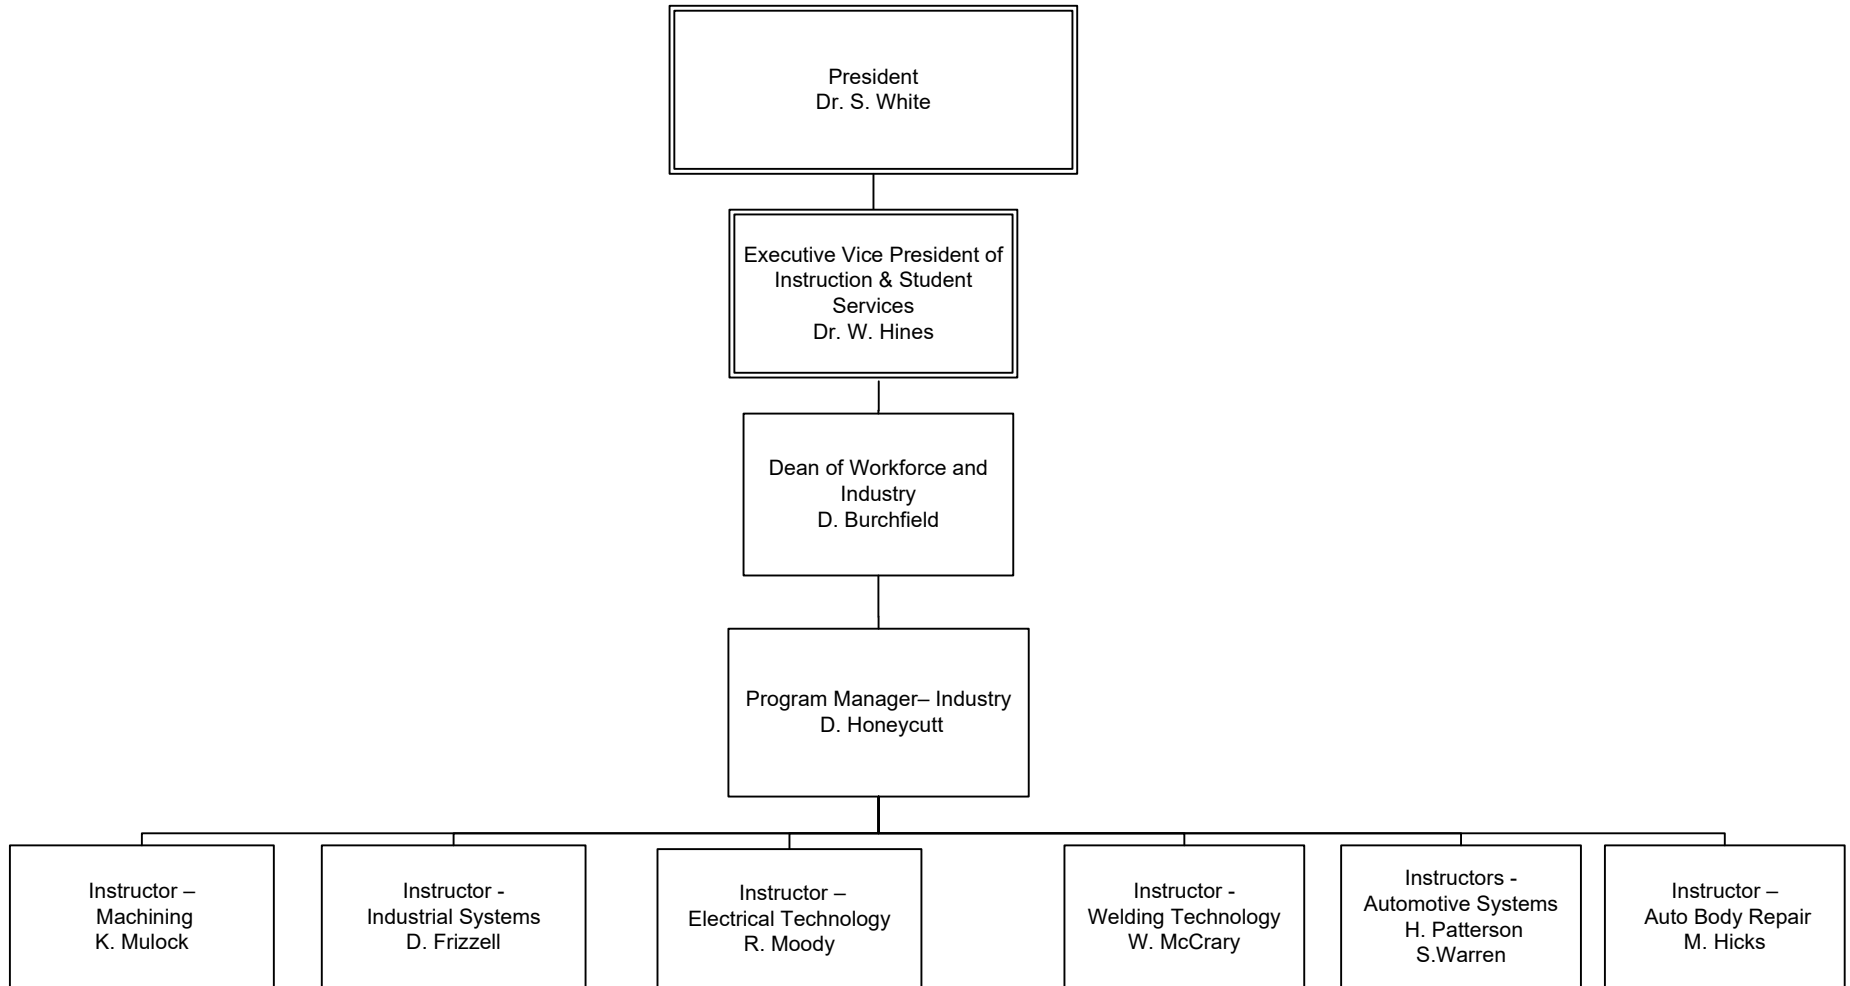 President
Dr. S. White
Executive Vice President of
Instruction & Student
Services
Dr. W. Hines
Dean of Workforce and
Industry
D. Burchfield
Program Manager– Industry
D. Honeycutt
Instructor –
Machining
K. Mulock
Instructor -
Industrial Systems
D. Frizzell
Instructor –
Electrical Technology
R. Moody
Instructor -
Welding Technology
W. McCrary
Instructors -
Automotive Systems
H. Patterson
S.Warren
Instructor –
Auto Body Repair
M. Hicks